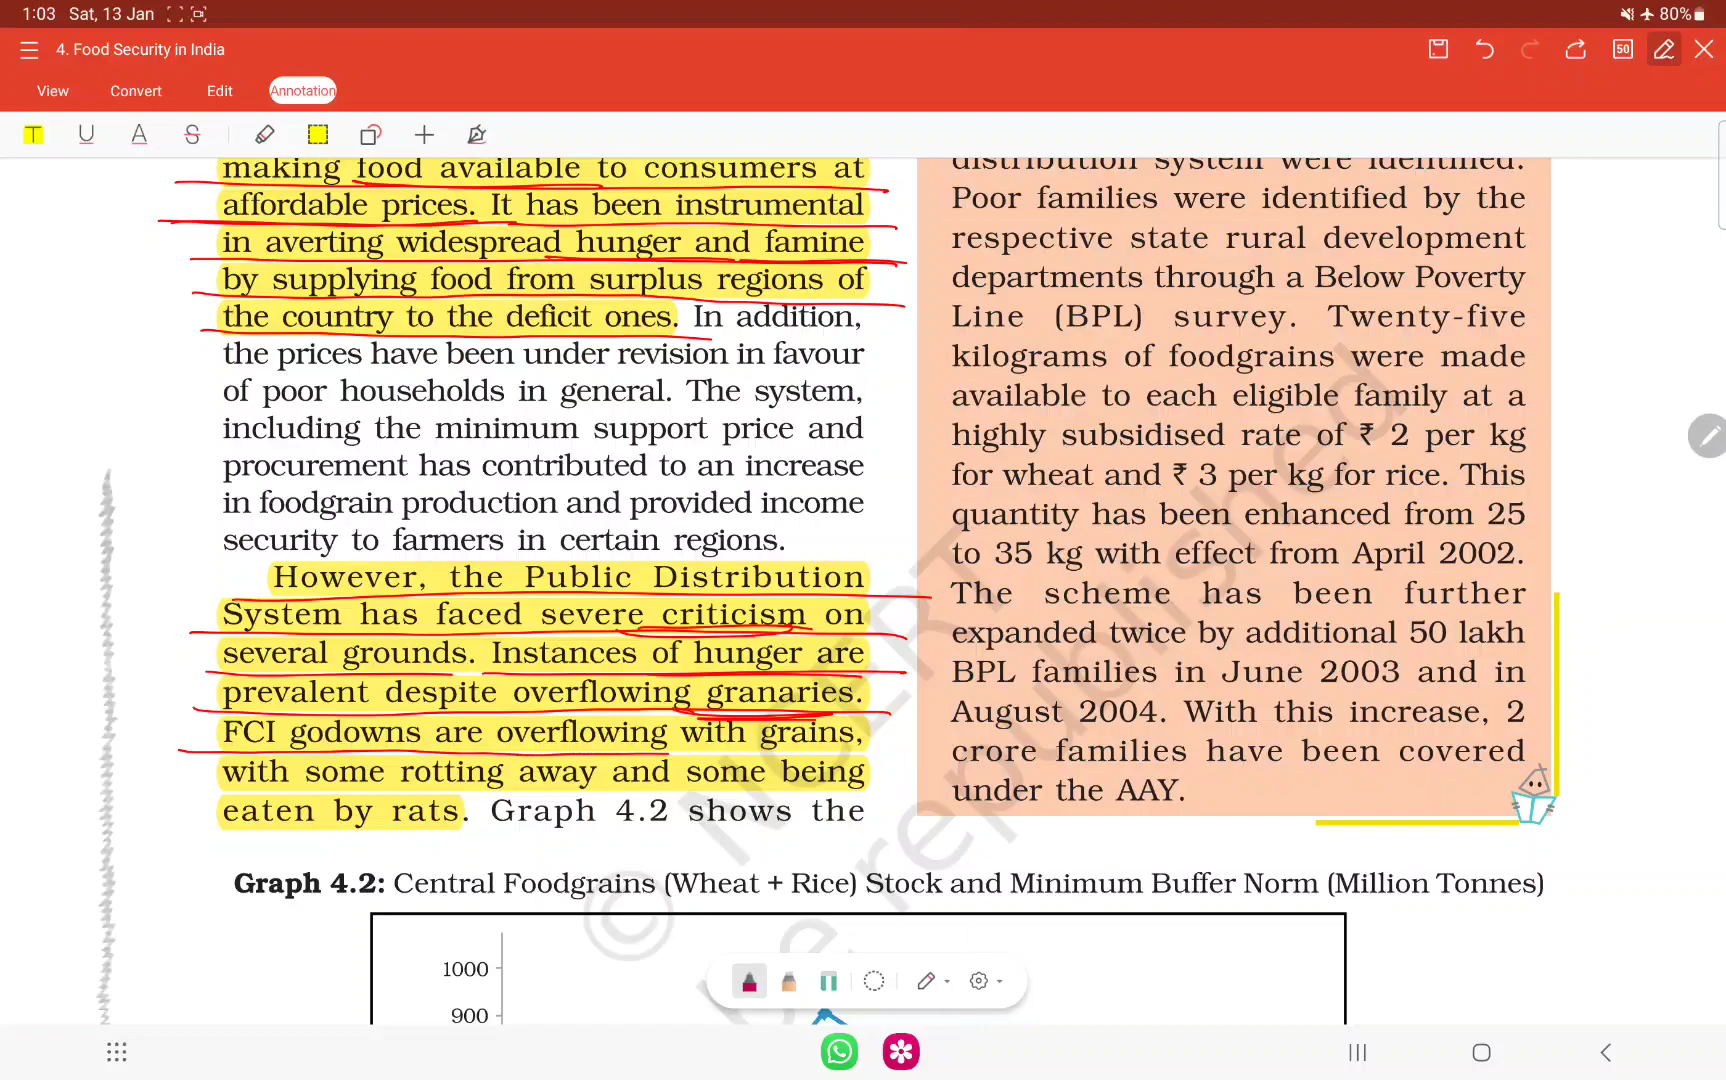 1:03 Sat, 13 Jan
80%
4. Food Security in India
50
View Convert Edit Annotation
making food available to consumers at
affordable prices. It has been instrumental
in averting widespread hunger and famine
by supplying food from surplus regions of
the country to the deficit ones. In addition,
the prices have been under revision in favour
of poor households in general. The system,
including the minimum support price and
procurement has contributed to an increase
in foodgrain production and provided income
security to farmers in certain regions.
However, the Public Distribution
System has faced severe criticism on
several grounds. Instances of hunger are
prevalent despite overflowing granaries.
FCI godowns are overflowing with grains,
with some rotting away and some being
eaten by rats. Graph 4.2 shows the
distribution system were identified.
Poor families were identified by the
respective state rural development
departments through a Below Poverty
Line (BPL) survey. Twenty-five
kilograms of foodgrains were made
available to each eligible family at a
highly subsidised rate of ₹ 2 per kg
for wheat and ₹ 3 per kg for rice. This
quantity has been enhanced from 25
to 35 kg with effect from April 2002.
The scheme has been further
expanded twice by additional 50 lakh
BPL families in June 2003 and in
August 2004. With this increase, 2
crore families have been covered
under the AAY.
Graph 4.2: Central Foodgrains (Wheat + Rice) Stock and Minimum Buffer Norm (Million Tonnes)
1000
900
© NCERT
be republished